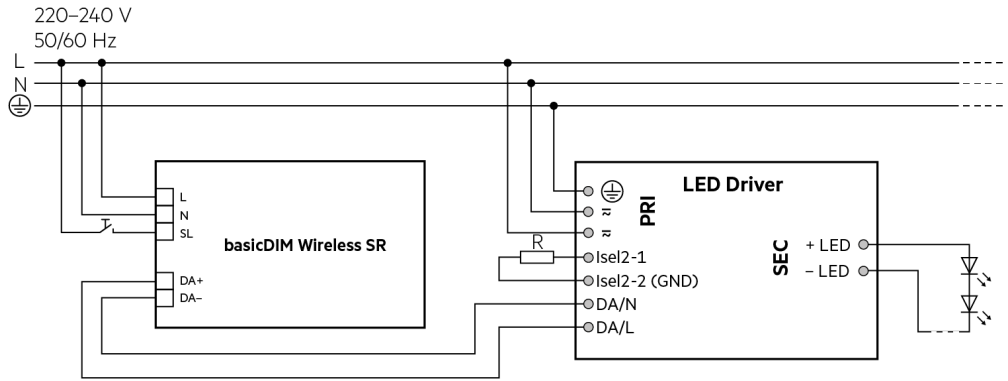 220–240 V
50/60 Hz
L
N
L
N
SL
basicDIM Wireless SR
DA+
DA–
LED Driver
PRI
R
Isel2-1
Isel2-2 (GND)
DA/N
DA/L
SEC
+ LED
– LED